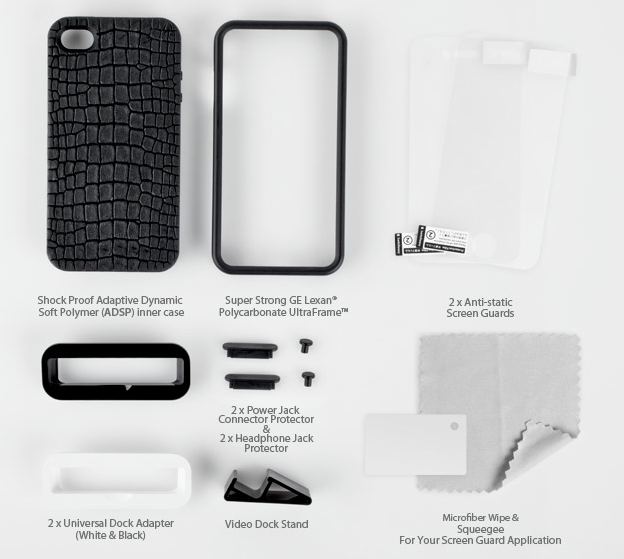 Shock Proof Adaptive Dynamic
Soft Polymer (ADSP) inner case
Super Strong GE Lexan®
Polycarbonate UltraFrame™
2 x Anti-static
Screen Guards
2 x Power Jack
Connector Protector
&
2 x Headphone Jack
Protector
2 x Universal Dock Adapter
(White & Black)
Video Dock Stand
Microfiber Wipe &
Squeegee
For Your Screen Guard Application